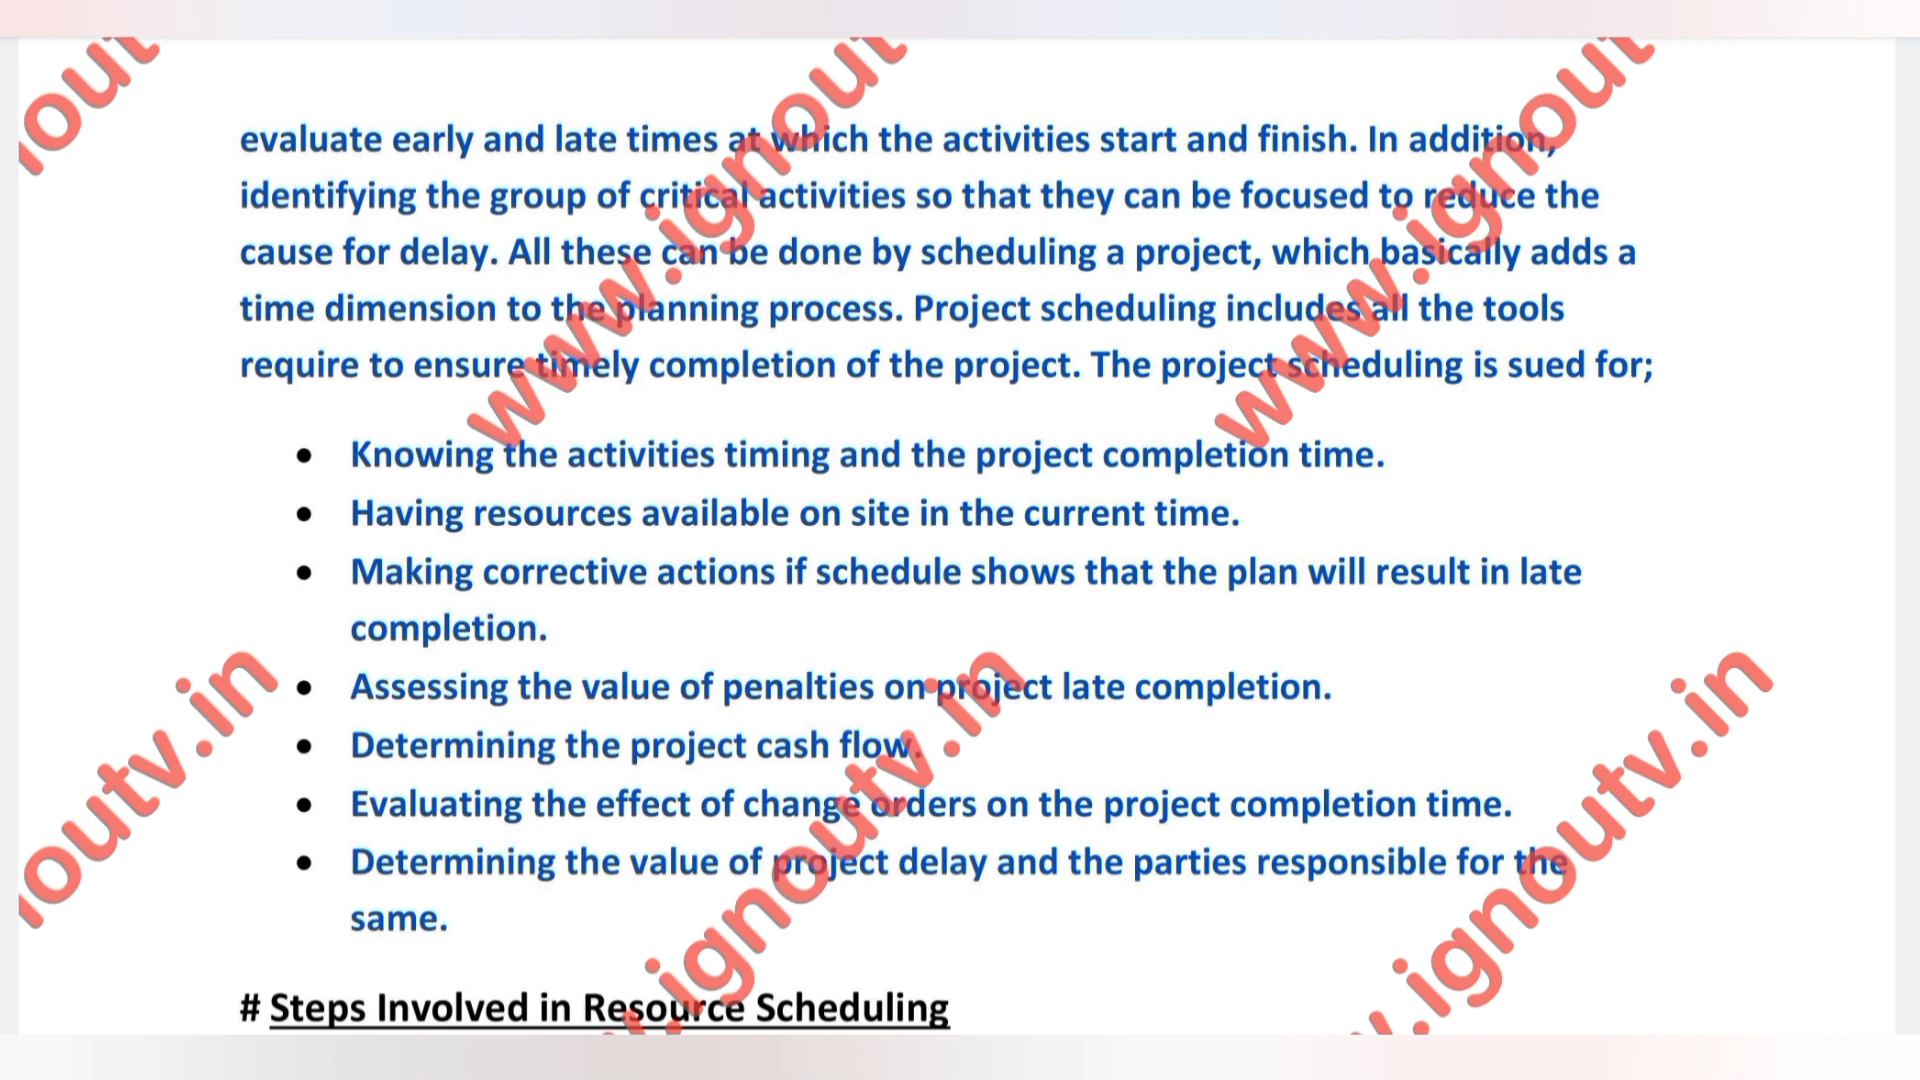 evaluate early and late times at which the activities start and finish. In addition,
identifying the group of critical activities so that they can be focused to reduce the
cause for delay. All these can be done by scheduling a project, which basically adds a
time dimension to the planning process. Project scheduling includes all the tools
require to ensure timely completion of the project. The project scheduling is sued for;
• Knowing the activities timing and the project completion time.
• Having resources available on site in the current time.
• Making corrective actions if schedule shows that the plan will result in late
completion.
• Assessing the value of penalties on project late completion.
• Determining the project cash flow.
• Evaluating the effect of change orders on the project completion time.
• Determining the value of project delay and the parties responsible for the
same.
# Steps Involved in Resource Scheduling
nout
www.ignout
www.ignout
noutv.in
w.ignoutv.in
w.ignoutv.in